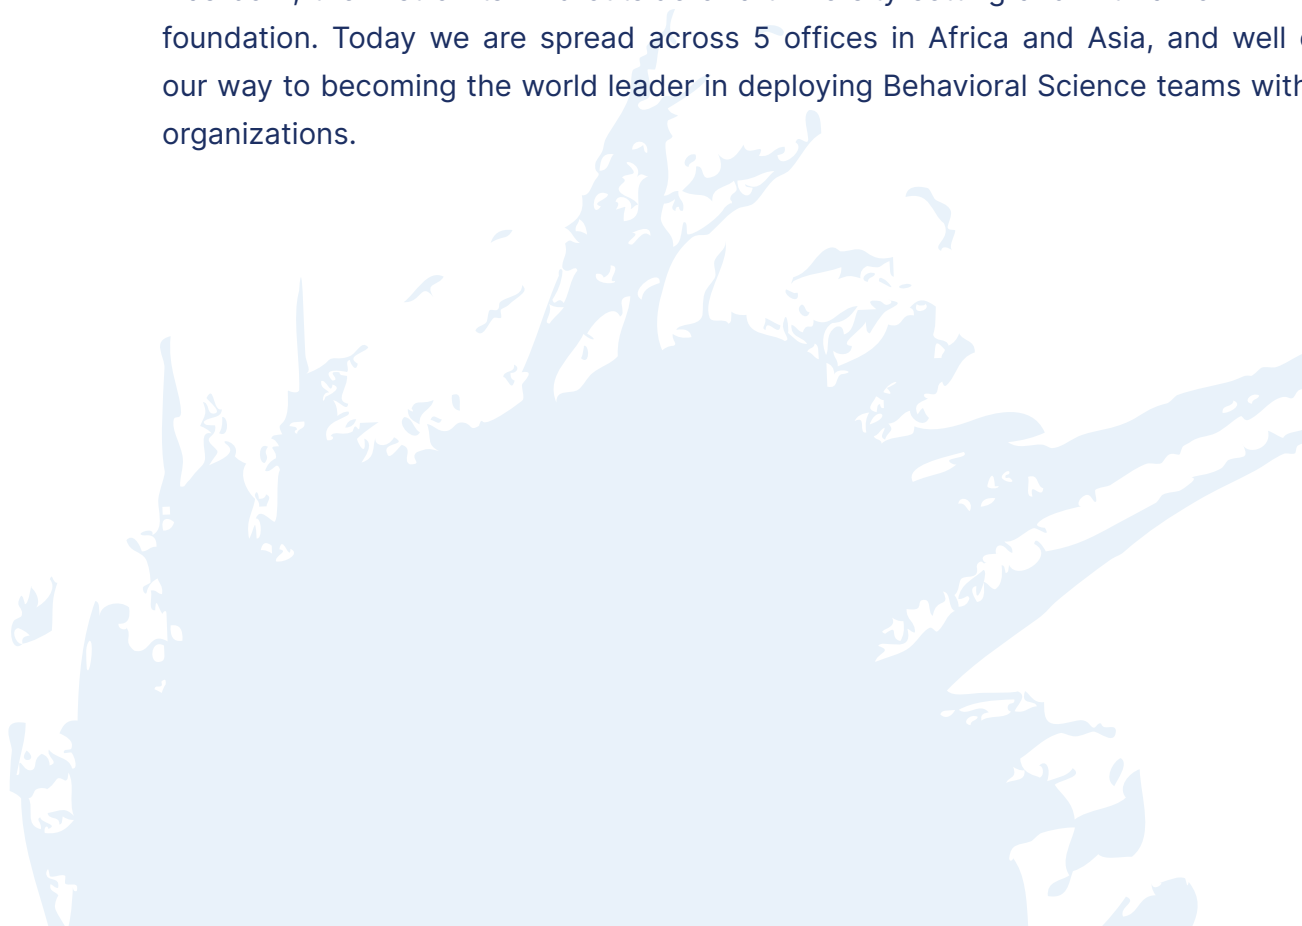 foundation. Today we are spread across 5 offices in Africa and Asia, and well
our way to becoming the world leader in deploying Behavioral Science teams with
organizations.